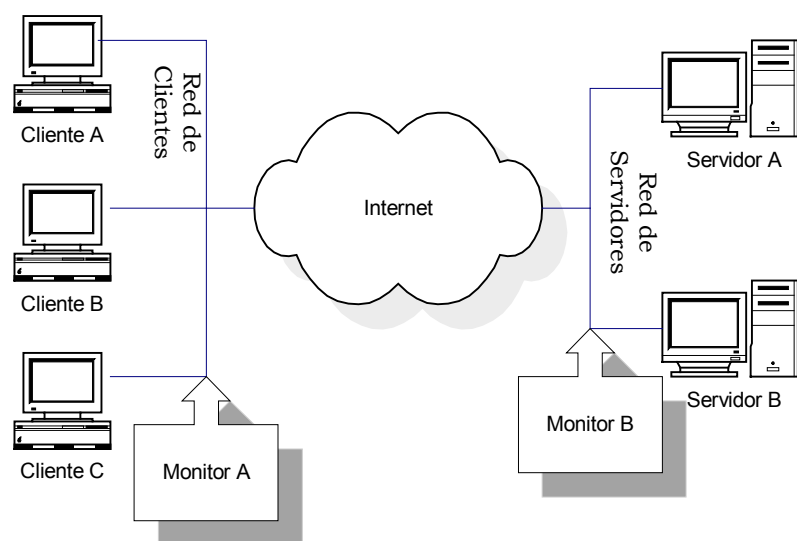 Cliente A
Red de
Clientes
Cliente B
Cliente C
Monitor A
Internet
Red de
Servidores
Servidor A
Monitor B
Servidor B